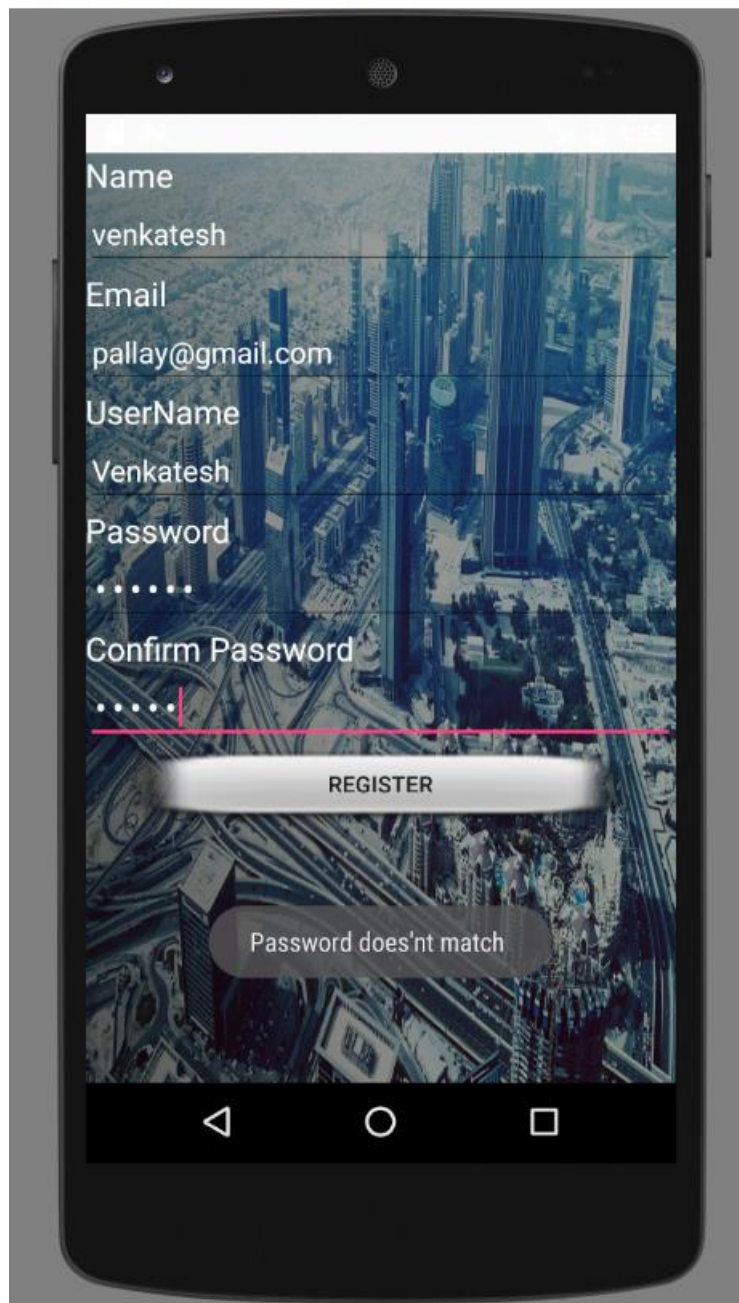 Name
venkatesh
Email
pallay@gmail.com
UserName
Venkatesh
Password
••••••
Confirm Password
•••••
REGISTER
Password does'nt match